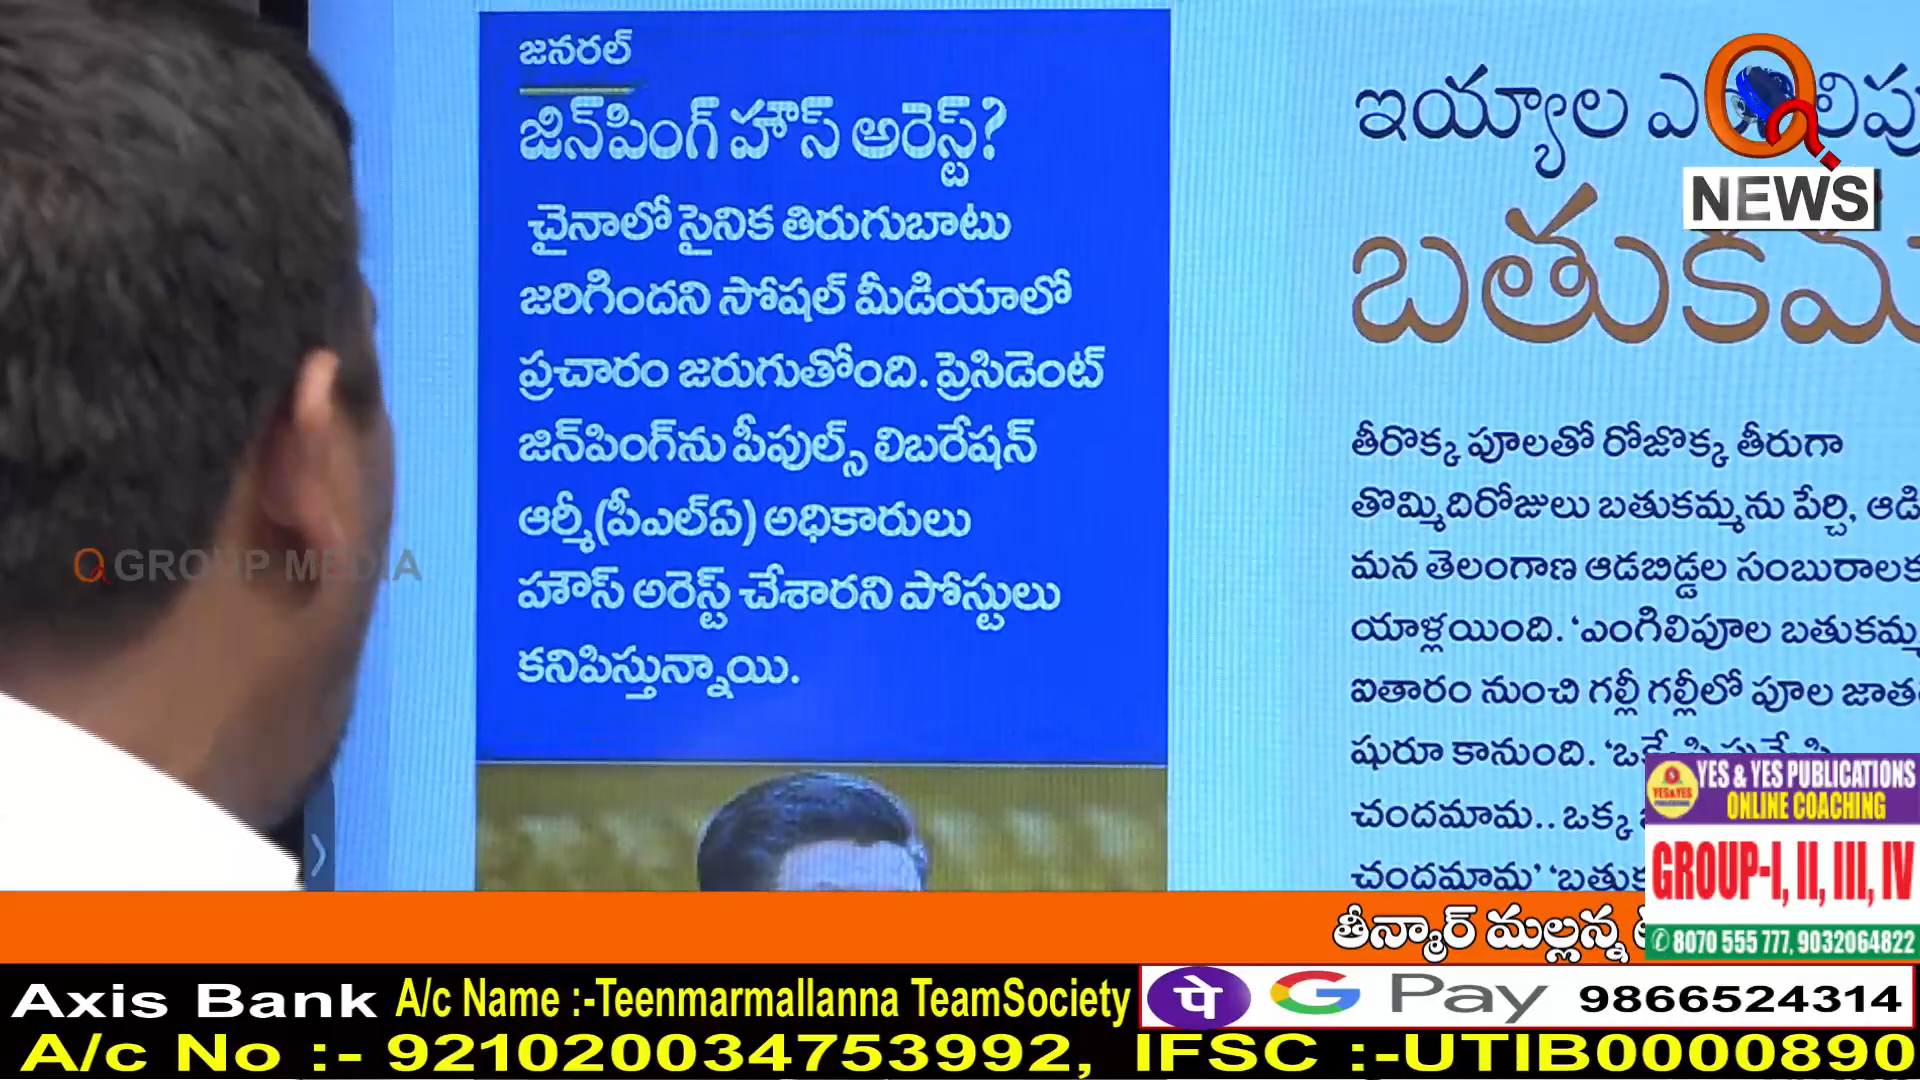 జనరల్
జిన్‌పింగ్ హౌస్ అరెస్ట్?
చైనాలో సైనిక తిరుగుబాటు
జరిగిందని సోషల్ మీడియాలో
ప్రచారం జరుగుతోంది. ప్రెసిడెంట్
జిన్‌పింగ్‌ను పీపుల్స్ లిబరేషన్
ఆర్మీ(పీఎల్ఏ) అధికారులు
హౌస్ అరెస్ట్ చేశారని పోస్టులు
కనిపిస్తున్నాయి.
ఇయ్యాల
తీరొక్క పూలతో రోజొక్క తీరుగా
తొమ్మిదిరోజులు బతుకమ్మను పేర్చి, ఆడి
మన తెలంగాణ ఆడబిడ్డల సంబురాలక
యాళ్లయింది. ‘ఎంగిలిపూల బతుకమ్మ
ఐతారం నుంచి గల్లీ గల్లీలో పూల జాత
షురూ కానుంది.
చందమామ.. ఒక్క
చందమామ’ ‘బతుక
Q
NEWS
Q GROUP MEDIA
YES & YES PUBLICATIONS
ONLINE COACHING
GROUP-I, II, III, IV
8070 555 777, 9032064822
తీన్మార్ మల్లన్న
Axis Bank A/c Name :-Teenmarmallanna TeamSociety
पे G Pay 9866524314
A/c No :- 921020034753992, IFSC :-UTIB0000890